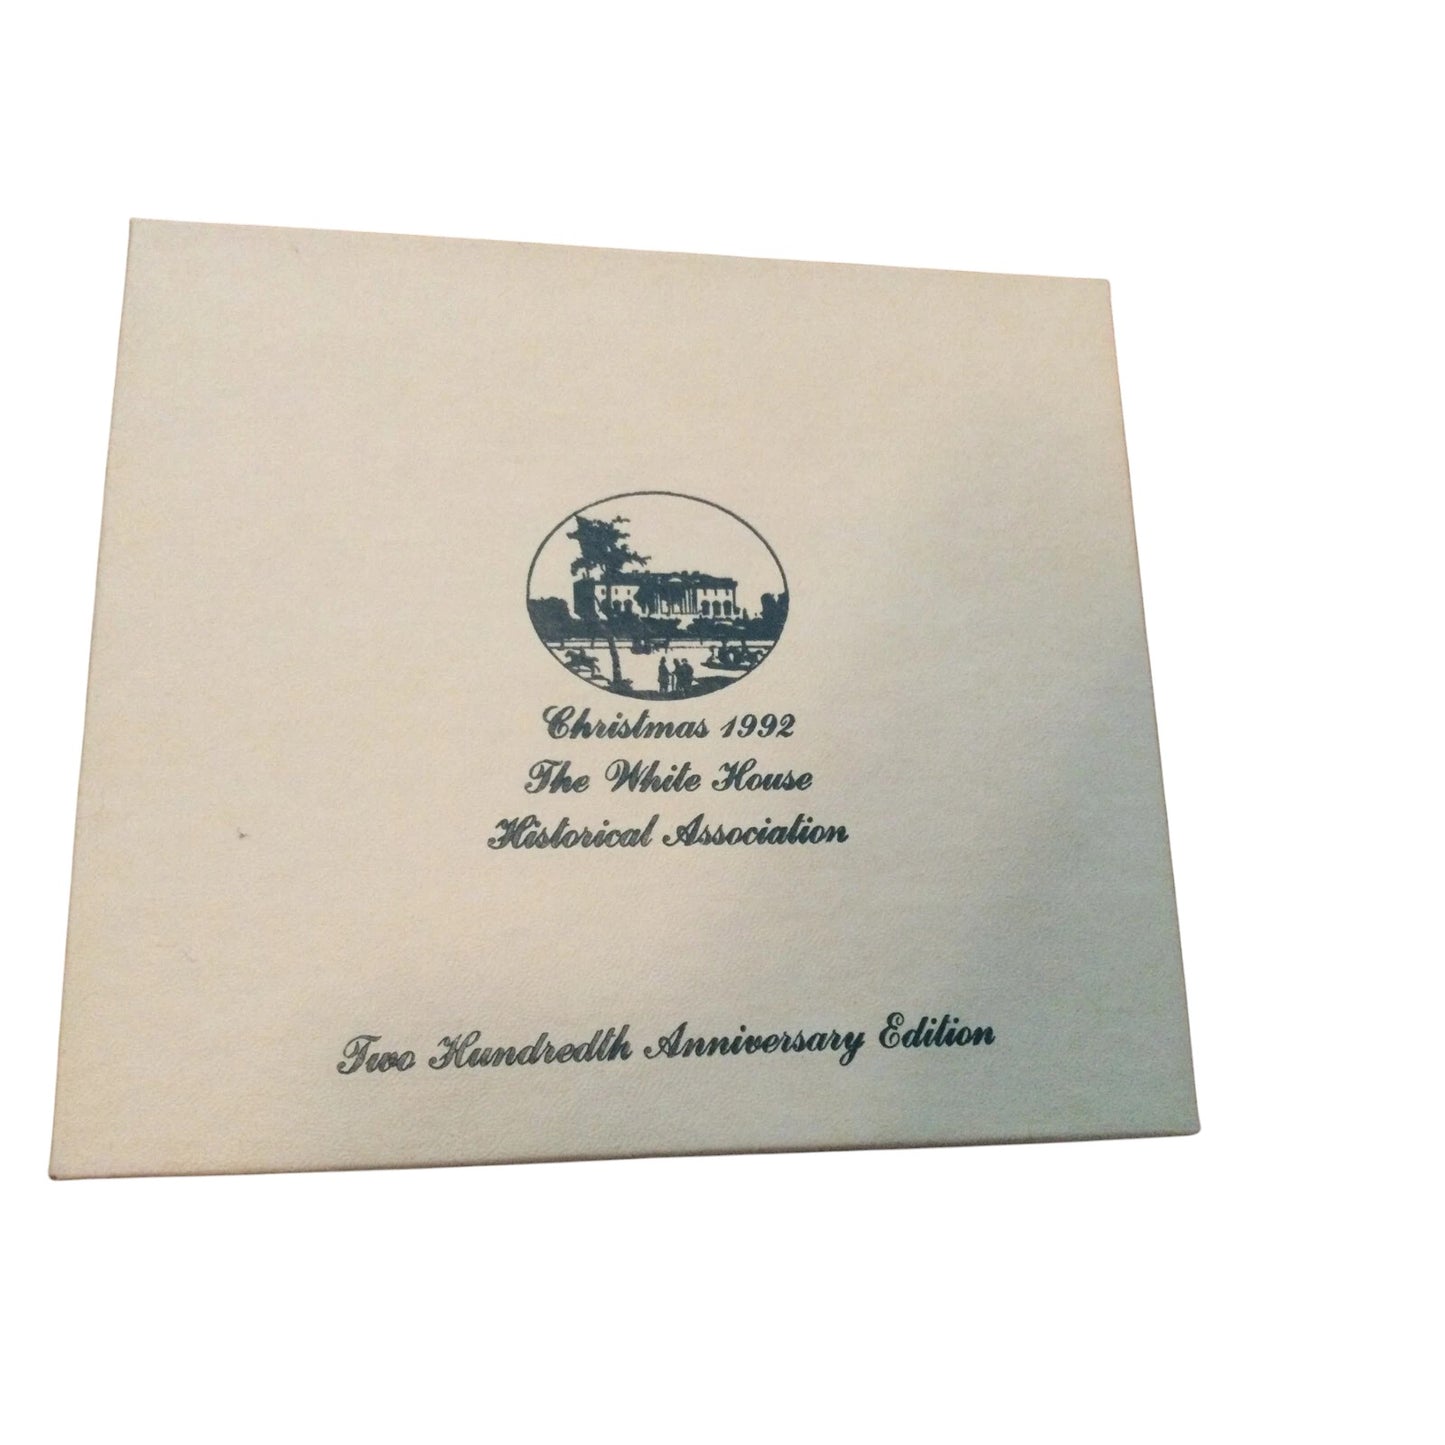 Christmas 1992
The White House
Historical Association
Two Hundredth Anniversary Edition